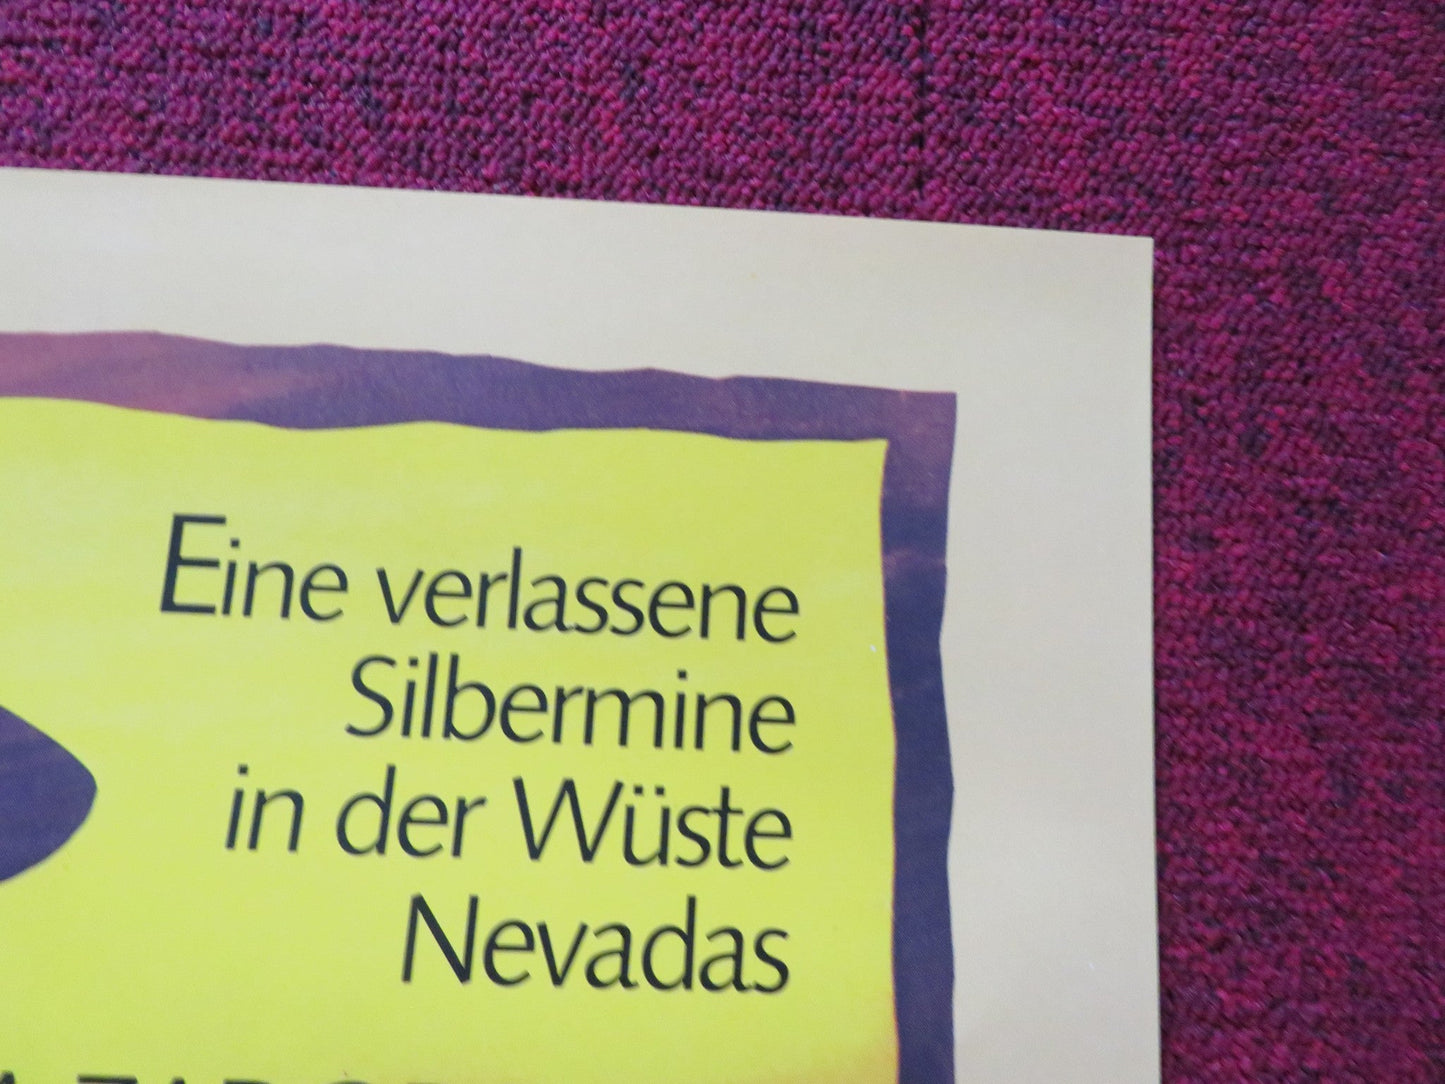 Eine verlassene
Silbermine
in der Wüste
Nevadas